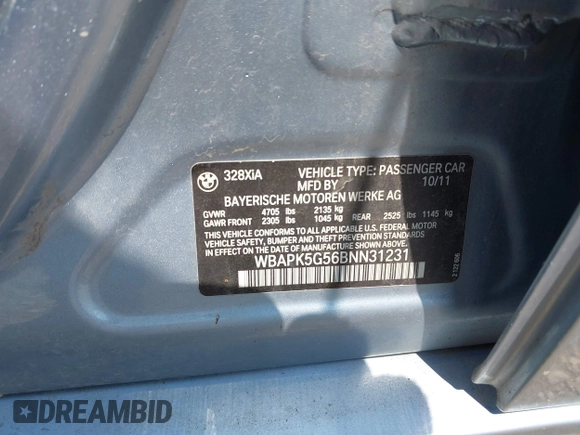 328XiA VEHICLE TYPE: PASSENGER CAR
MFD BY 10/11
BAYERISCHE MOTOREN WERKE AG
GVWR 4705 lbs 2135 kg
GAWR FRONT 2305 lbs 1045 kg REAR 2525 lbs 1145 kg
THIS VEHICLE CONFORMS TO ALL APPLICABLE U.S. FEDERAL MOTOR
VEHICLE SAFETY, BUMPER, AND THEFT PREVENTION STANDARDS
IN EFFECT ON THE DATE OF MANUFACTURE SHOWN ABOVE.
WBAPK5G56BNN31231
DREAMBID